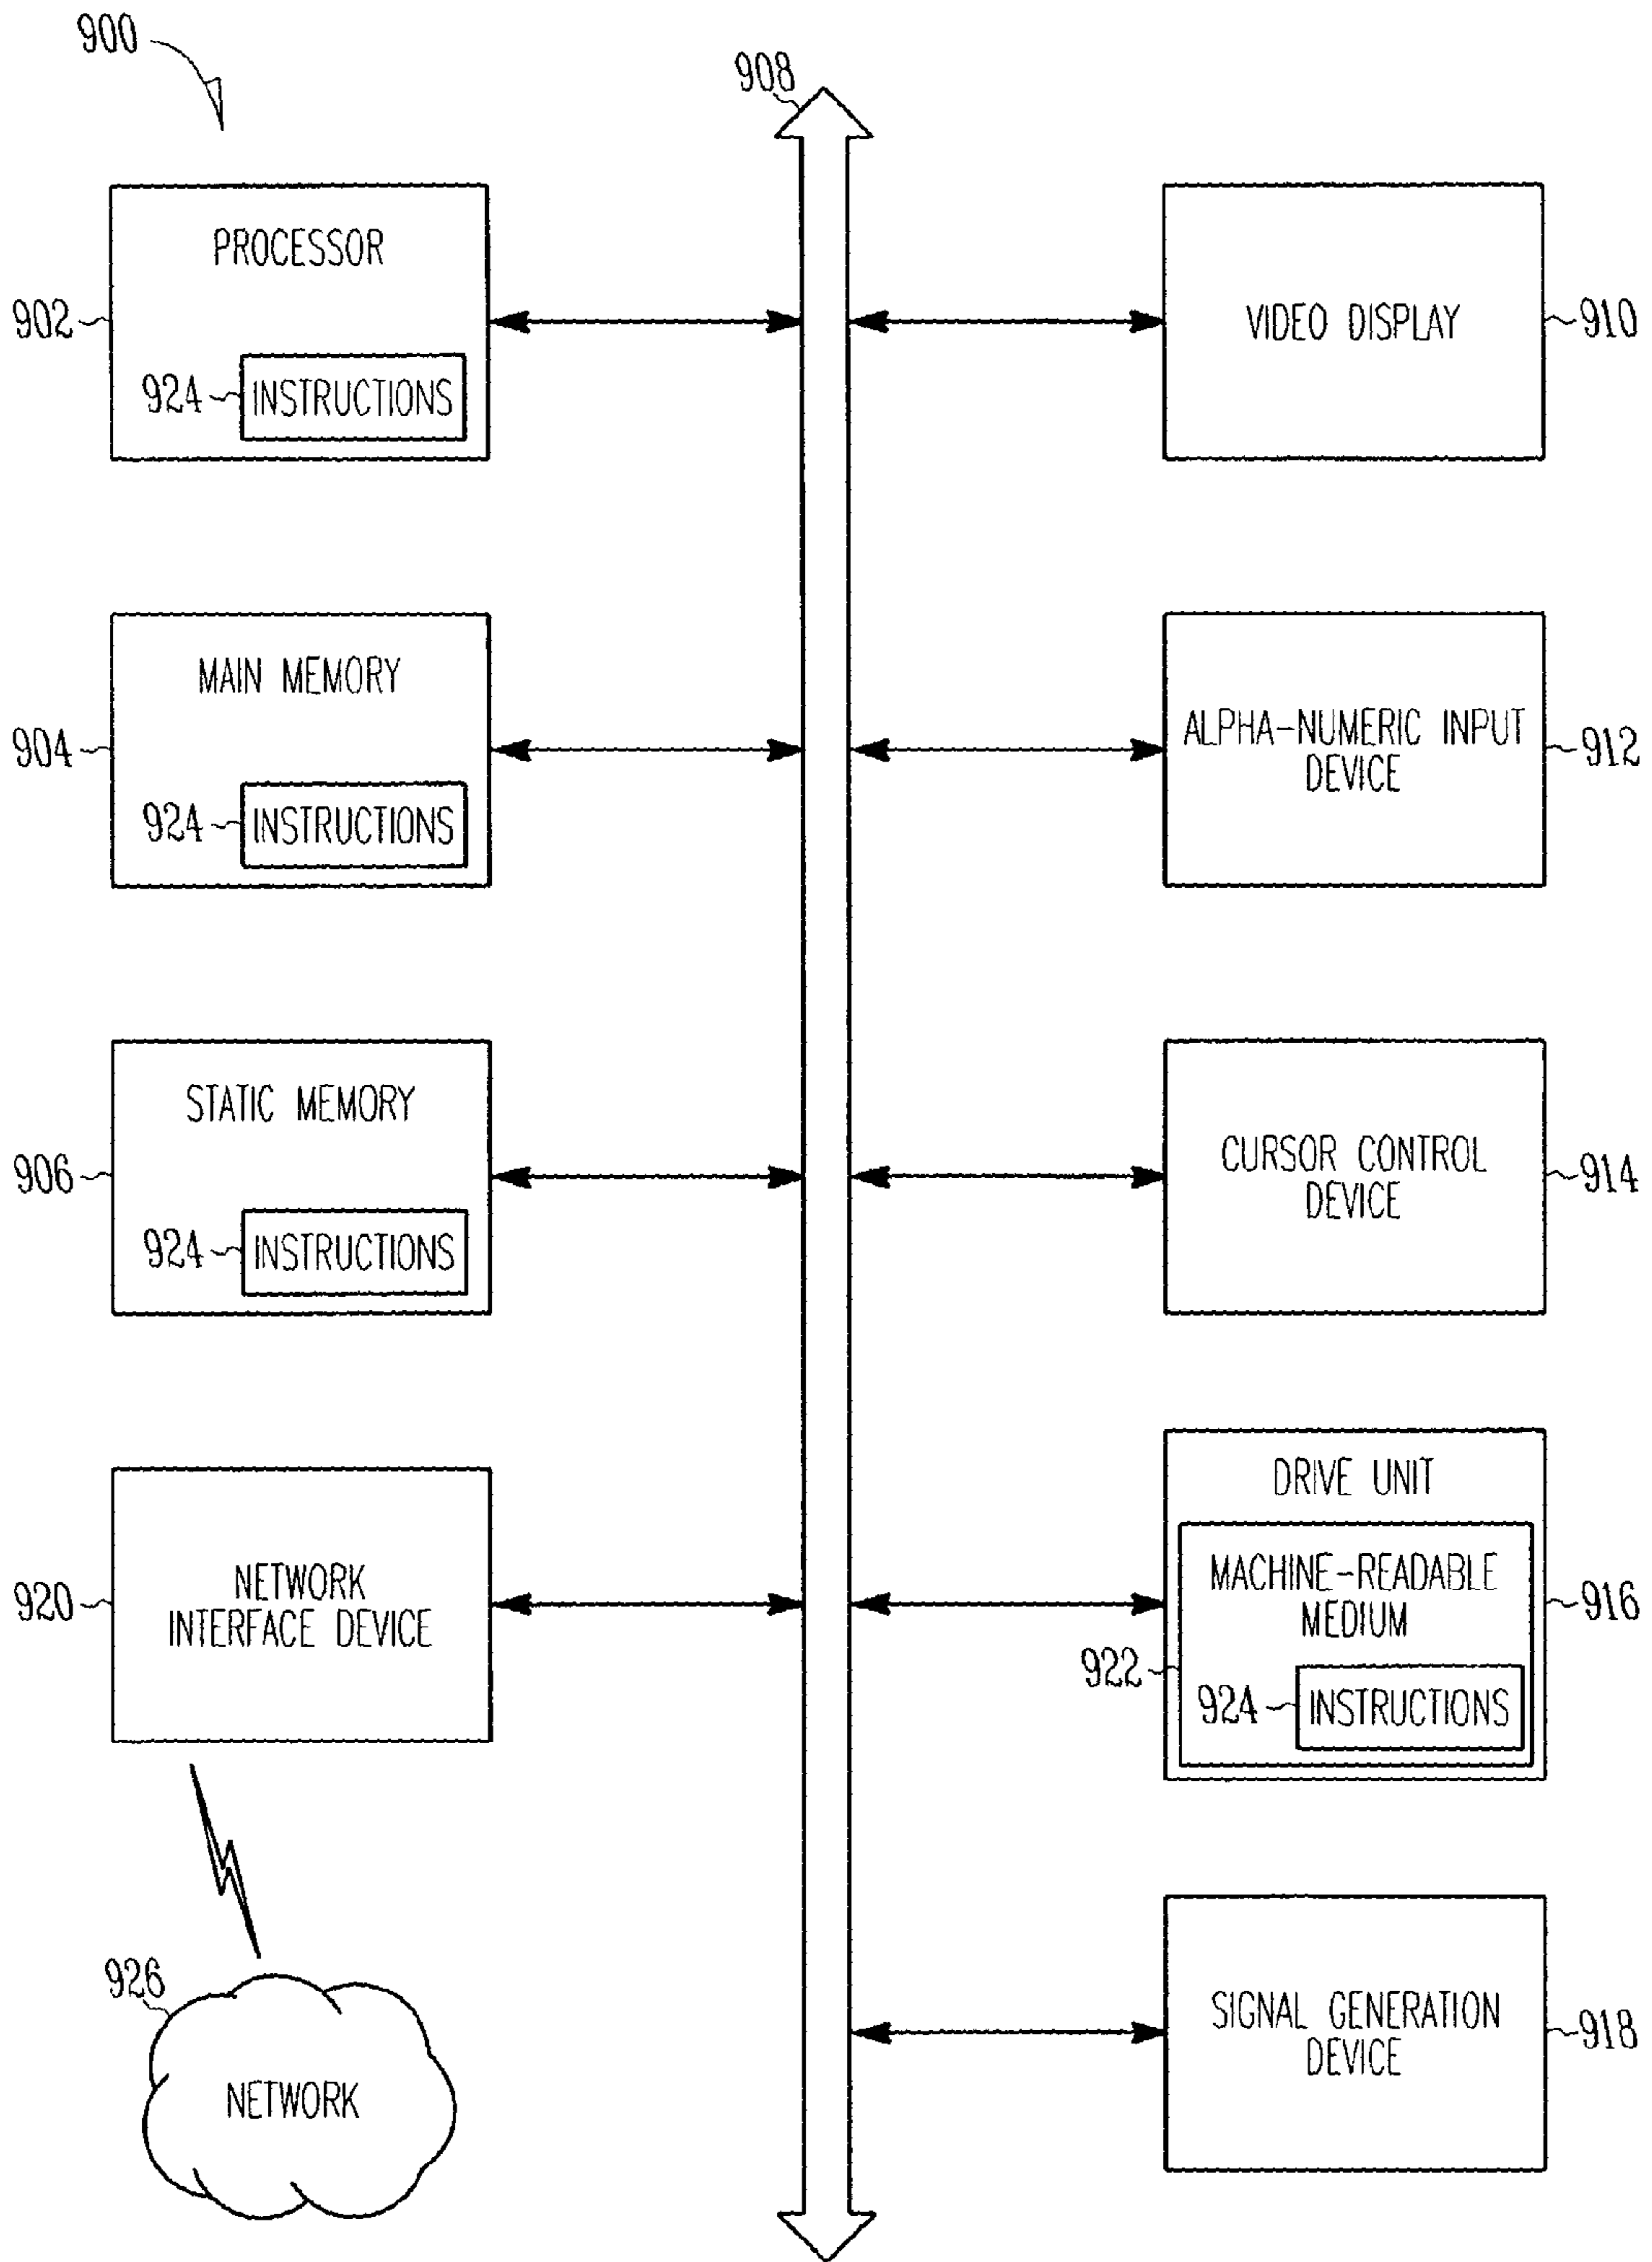 900
908
PROCESSOR
902
924
INSTRUCTIONS
VIDEO DISPLAY
910
MAIN MEMORY
904
924
INSTRUCTIONS
ALPHA-NUMERIC INPUT
DEVICE
912
STATIC MEMORY
906
924
INSTRUCTIONS
CURSOR CONTROL
DEVICE
914
NETWORK
INTERFACE DEVICE
920
DRIVE UNIT
MACHINE-READABLE
MEDIUM
916
922
924
INSTRUCTIONS
926
NETWORK
SIGNAL GENERATION
DEVICE
918